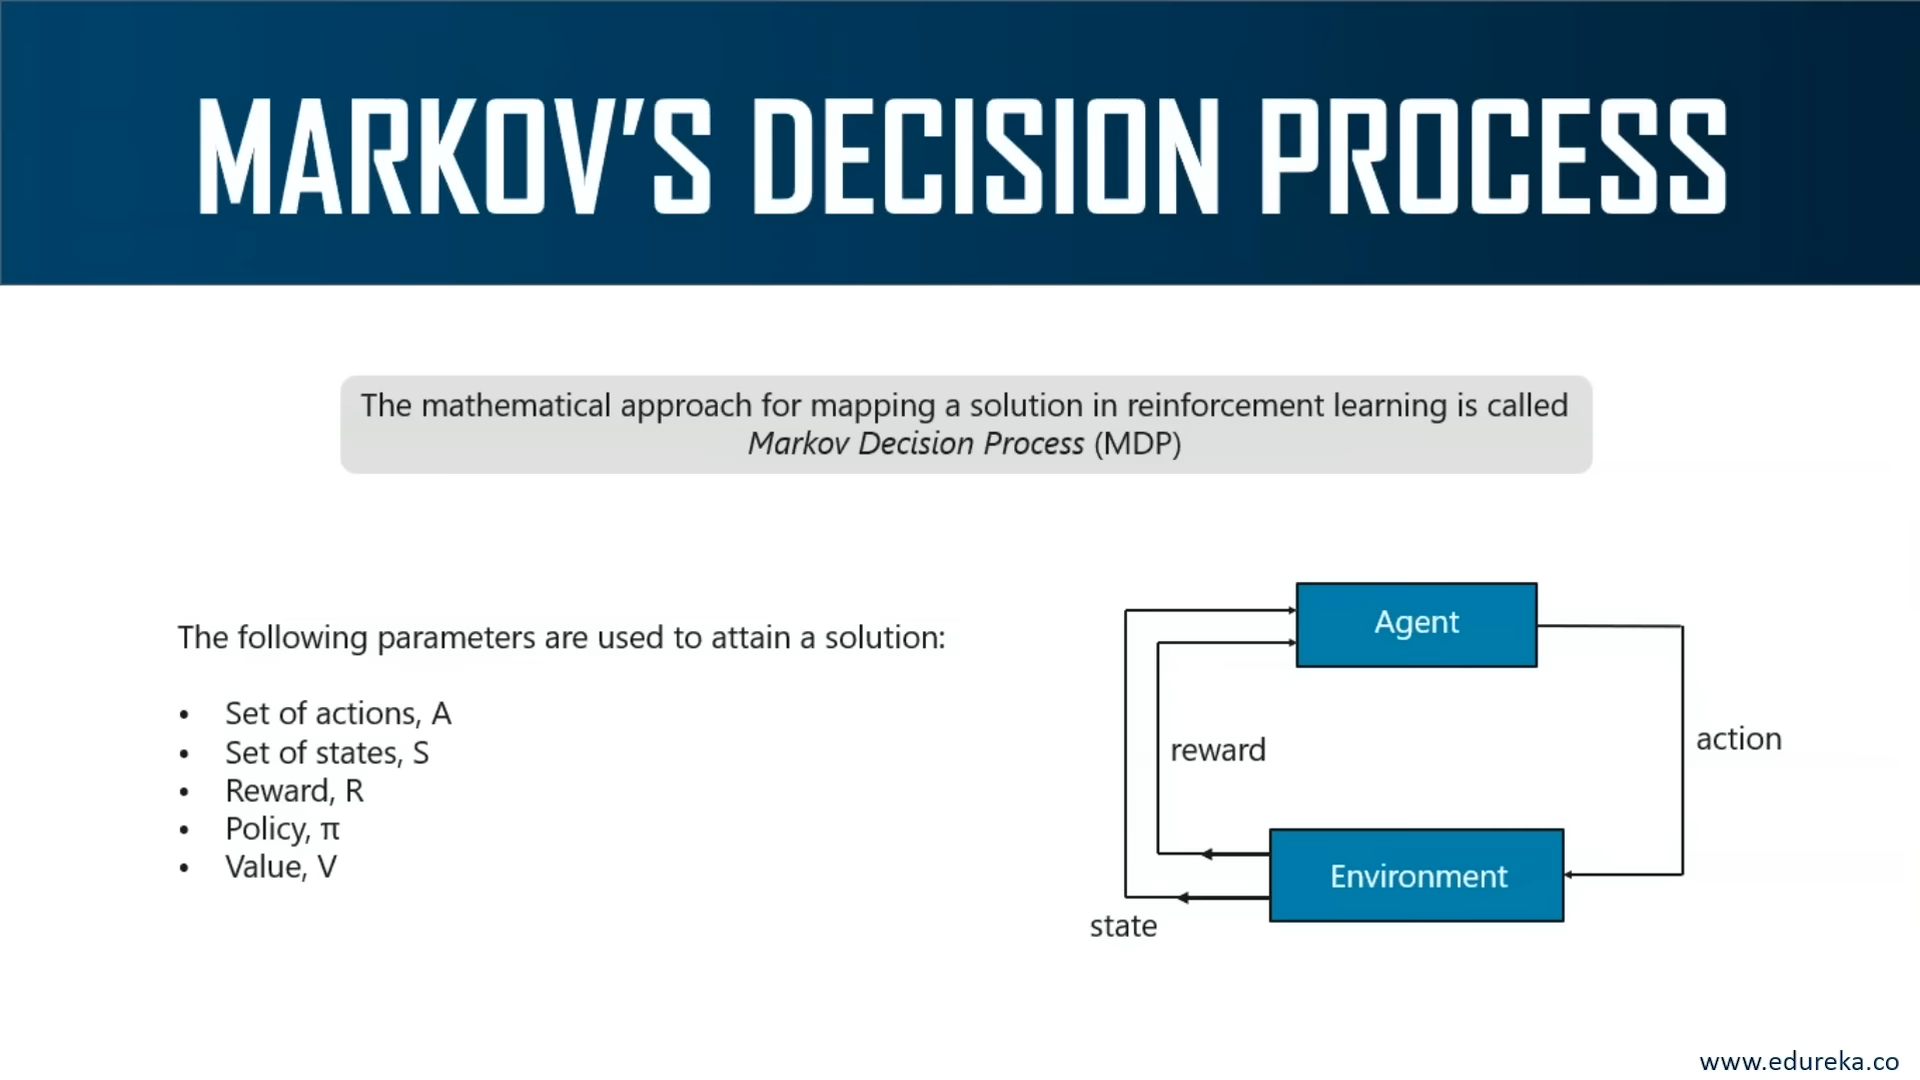 MARKOV'S DECISION PROCESS
The mathematical approach for mapping a solution in reinforcement learning is called
Markov Decision Process (MDP)
The following parameters are used to attain a solution:
• Set of actions, A
• Set of states, S
• Reward, R
• Policy, π
• Value, V
Agent
reward
action
Environment
state
www.edureka.co